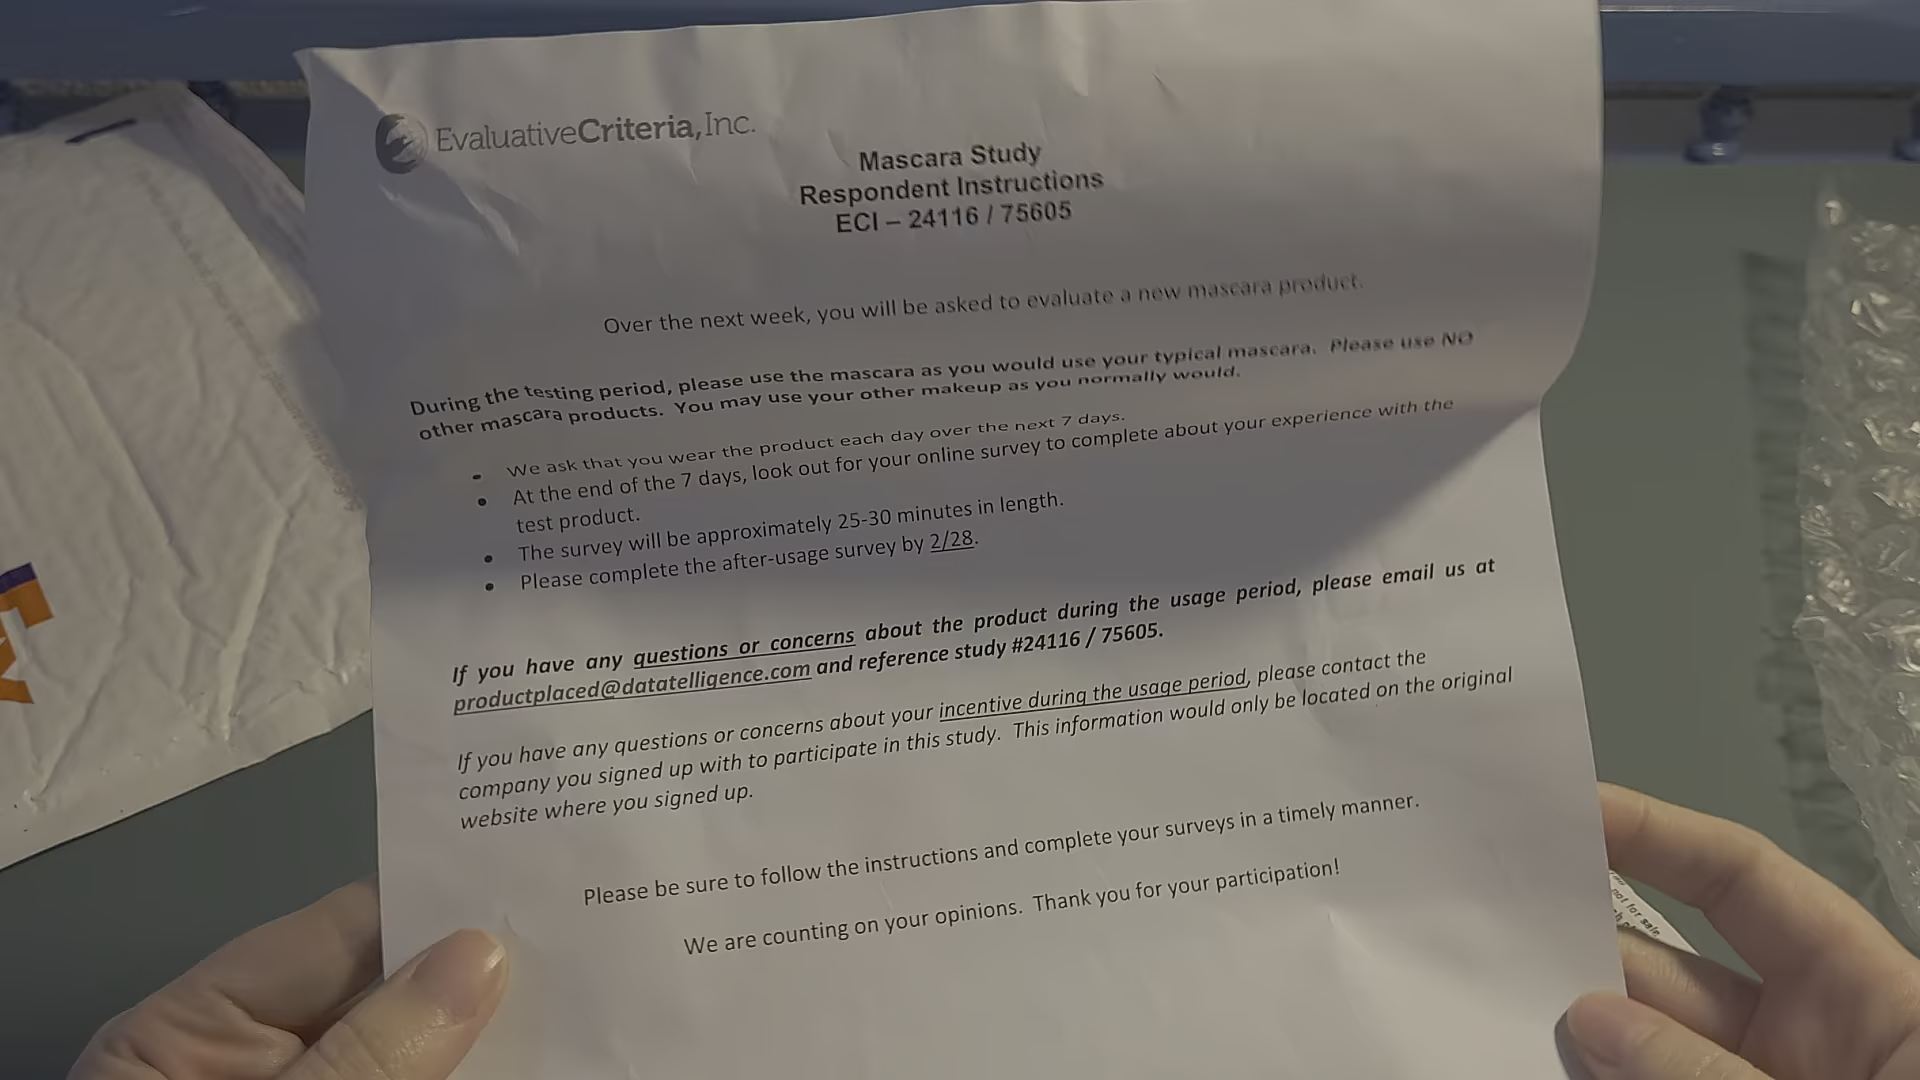 EvaluativeCriteria, Inc.
Mascara Study
Respondent Instructions
ECI – 24116 / 75605
Over the next week, you will be asked to evaluate a new mascara product.
During the testing period, please use the mascara as you would use your typical mascara. Please use NO
other mascara products. You may use your other makeup as you normally would.
• We ask that you wear the product each day over the next 7 days.
• At the end of the 7 days, look out for your online survey to complete about your experience with the
test product.
• The survey will be approximately 25-30 minutes in length.
• Please complete the after-usage survey by 2/28.
If you have any questions or concerns about the product during the usage period, please email us at
productplaced@datatelligence.com and reference study #24116 / 75605.
If you have any questions or concerns about your incentive during the usage period, please contact the
company you signed up with to participate in this study. This information would only be located on the original
website where you signed up.
Please be sure to follow the instructions and complete your surveys in a timely manner.
We are counting on your opinions. Thank you for your participation!
not for sale